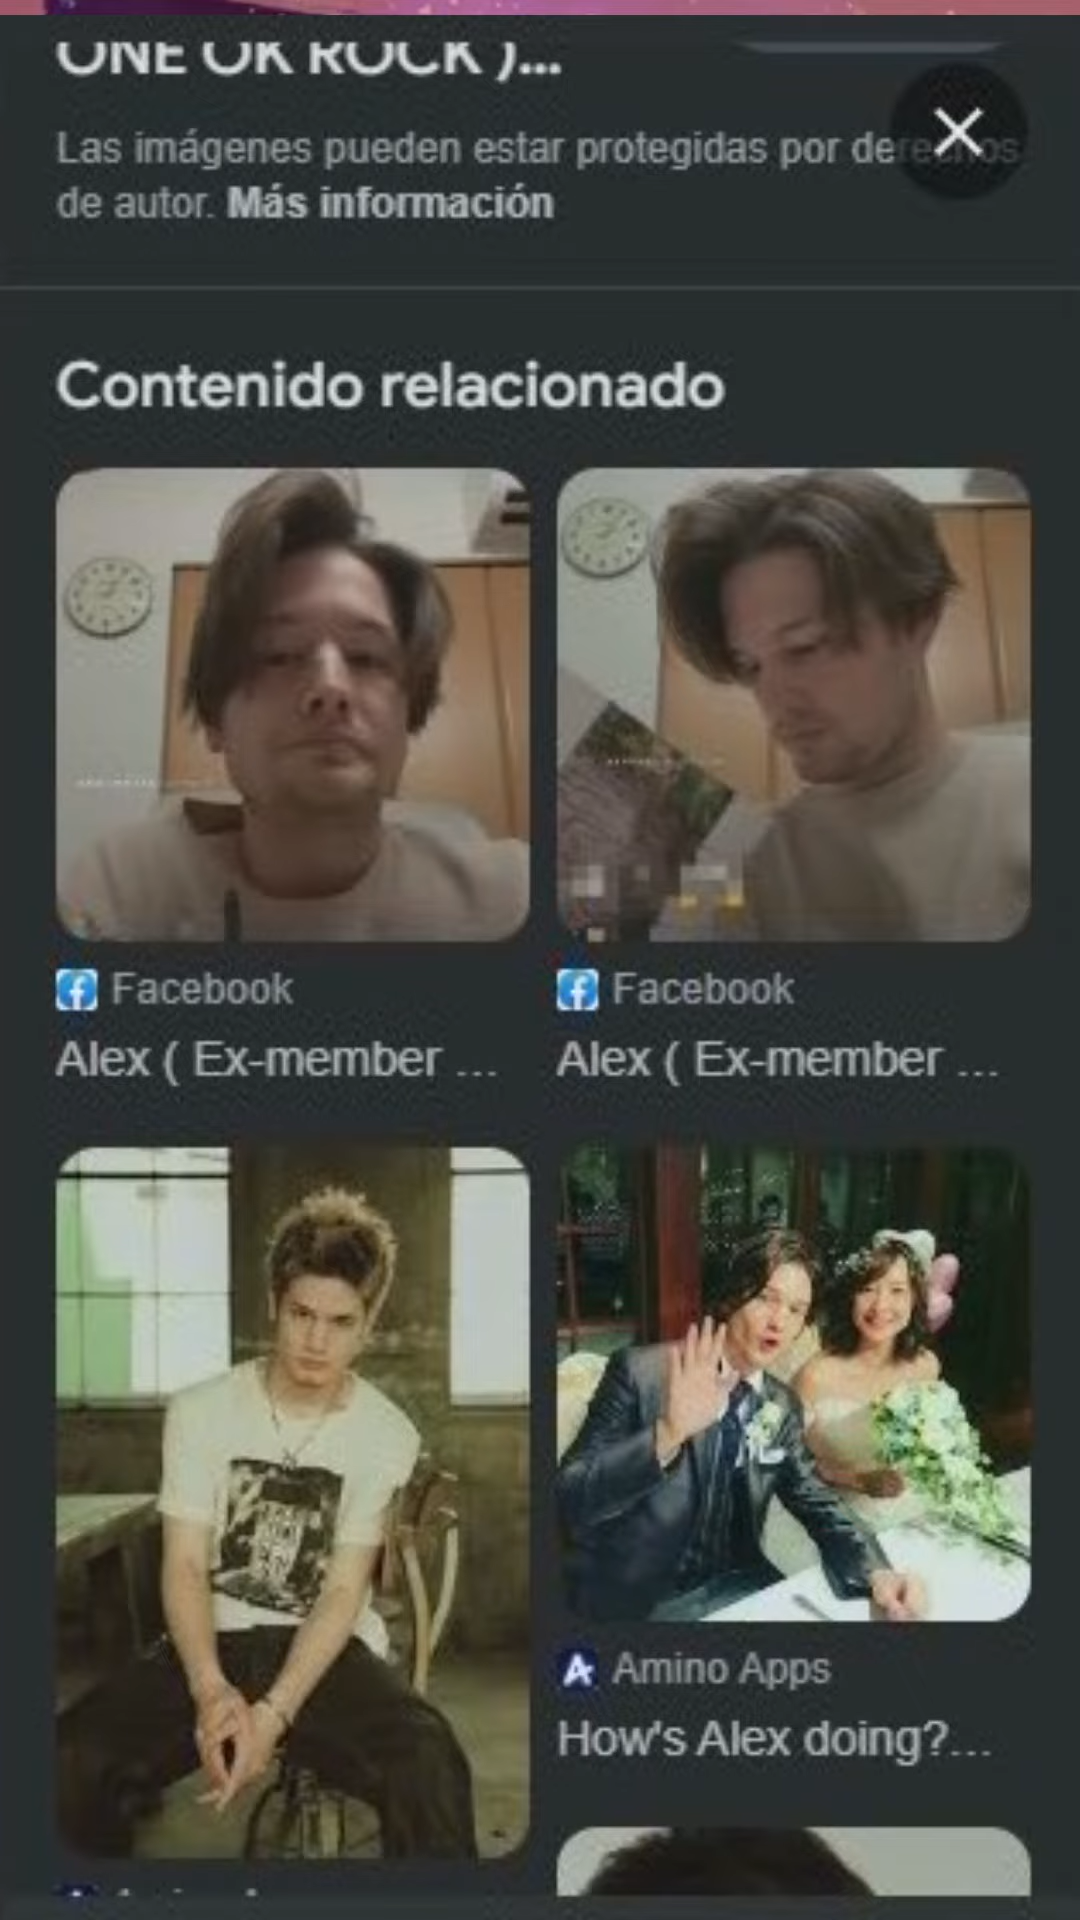 ONE OK ROCK )...
Las imágenes pueden estar protegidas por derechos
de autor. Más información
Contenido relacionado
Facebook
Alex ( Ex-member ...
Facebook
Alex ( Ex-member ...
Amino Apps
How's Alex doing?...